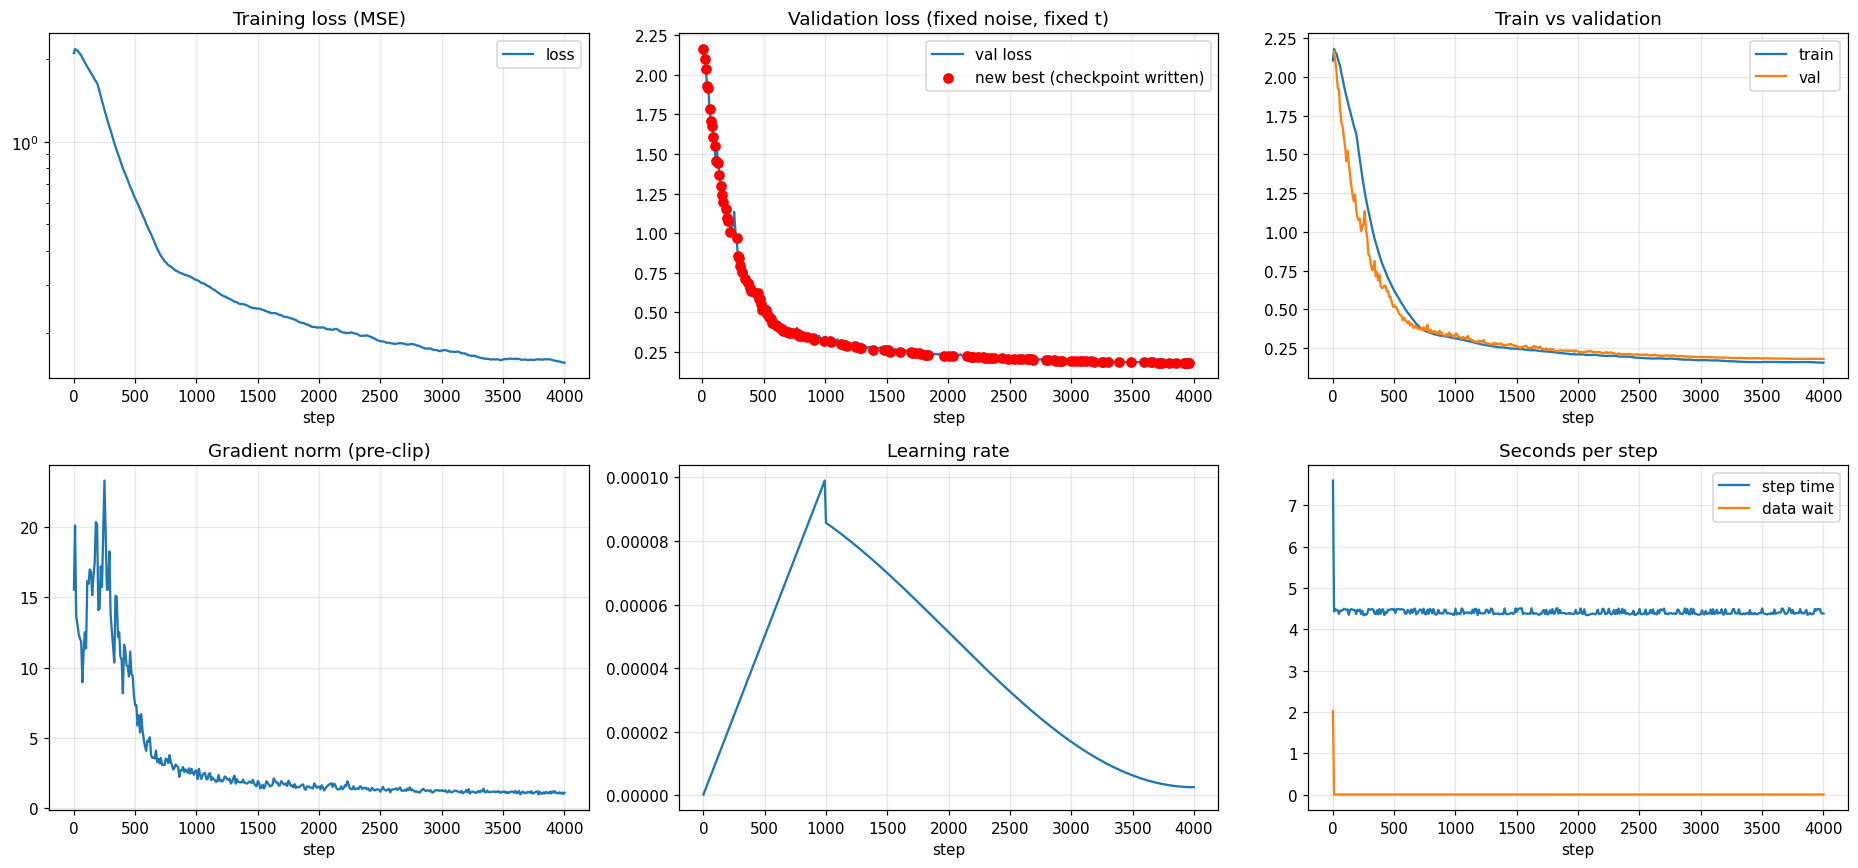 Training loss (MSE)
loss
10⁰
0 500 1000 1500 2000 2500 3000 3500 4000
step
Validation loss (fixed noise, fixed t)
val loss
new best (checkpoint written)
2.25
2.00
1.75
1.50
1.25
1.00
0.75
0.50
0.25
0 500 1000 1500 2000 2500 3000 3500 4000
step
Train vs validation
train
val
2.25
2.00
1.75
1.50
1.25
1.00
0.75
0.50
0.25
0 500 1000 1500 2000 2500 3000 3500 4000
step
Gradient norm (pre-clip)
20
15
10
5
0
0 500 1000 1500 2000 2500 3000 3500 4000
step
Learning rate
0.00010
0.00008
0.00006
0.00004
0.00002
0.00000
0 500 1000 1500 2000 2500 3000 3500 4000
step
Seconds per step
step time
data wait
7
6
5
4
3
2
1
0
0 500 1000 1500 2000 2500 3000 3500 4000
step